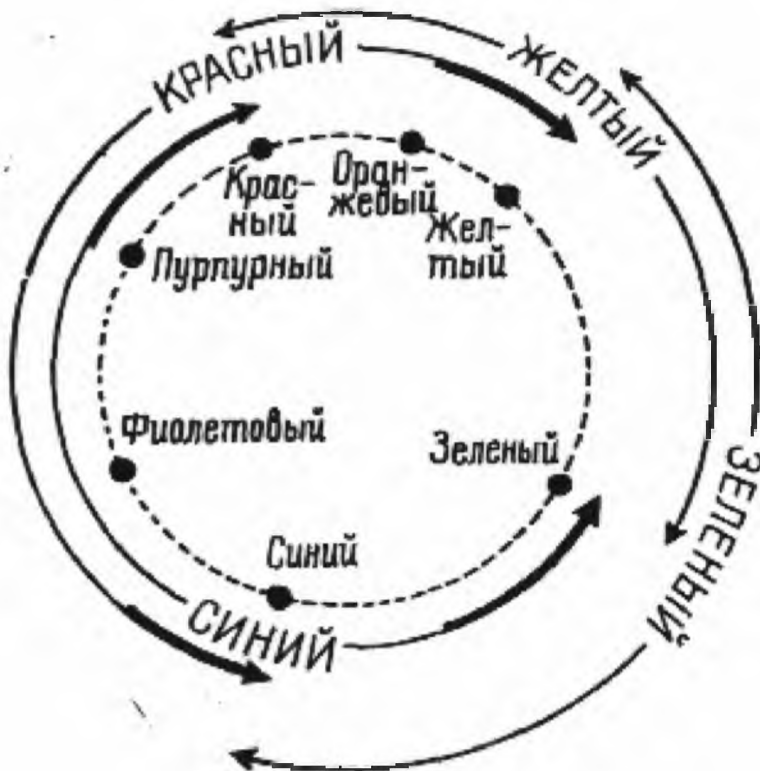 КРАСНЫЙ
ЖЕЛТЫЙ
Крас-
ный
Оран-
жевый
Жел-
тый
Пурпурный
Фиолетовый
Зеленый
Синий
СИНИЙ
ЗЕЛЕНЫЙ